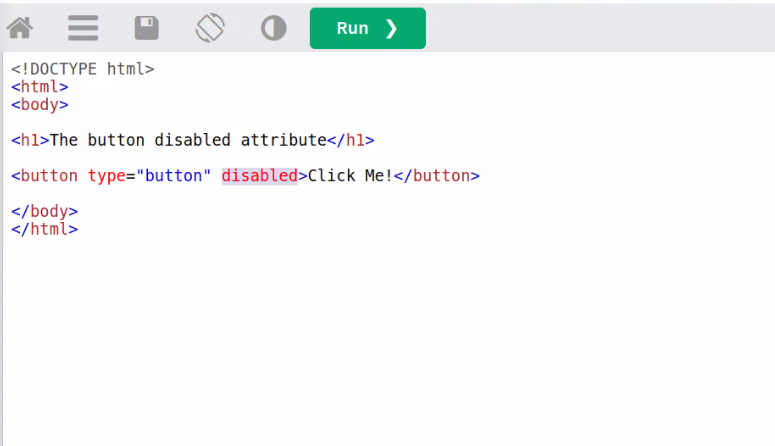 Run ❯
<!DOCTYPE html>
<html>
<body>
<h1>The button disabled attribute</h1>
<button type="button" disabled>Click Me!</button>
</body>
</html>